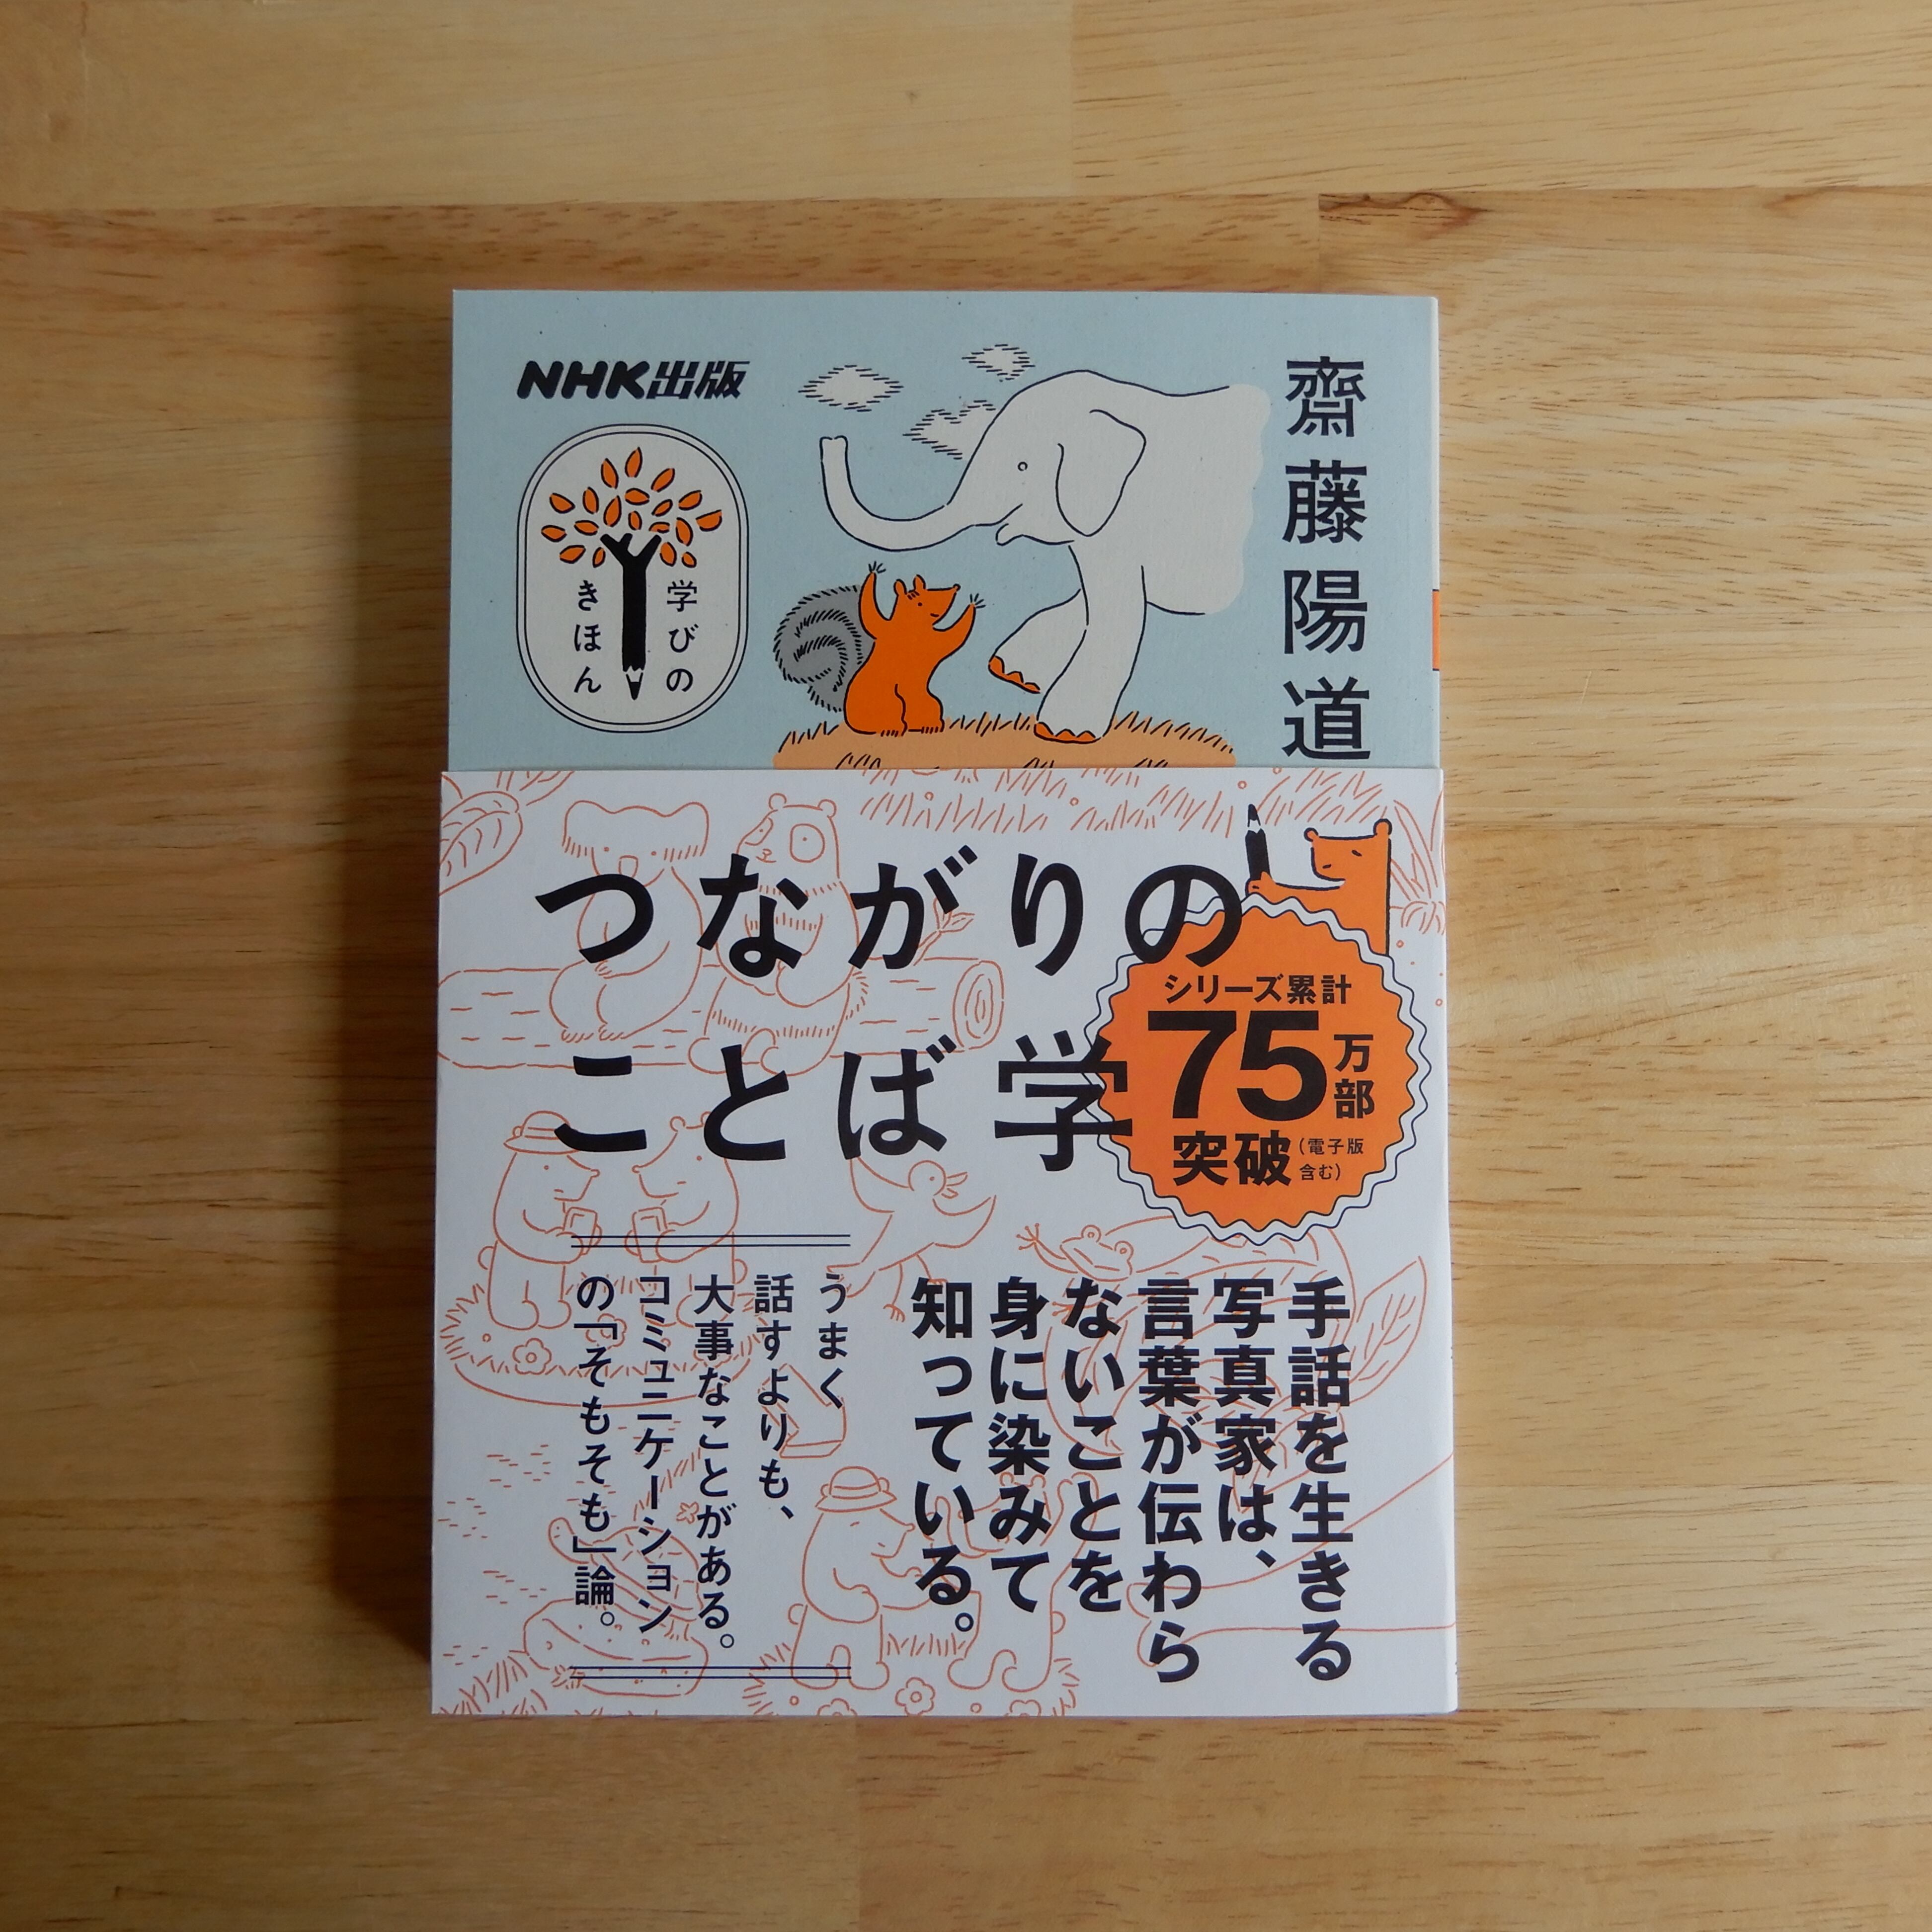 NHK出版
学びの
きほん
齋藤陽道
つながりの
ことば学
シリーズ累計
75万部
突破(電子版
含む)
手話を生きる
写真家は、
言葉が伝わら
ないことを
身に染みて
知っている。
うまく
話すよりも、
大事なことがある。
コミュニケーション
の「そもそも」論。